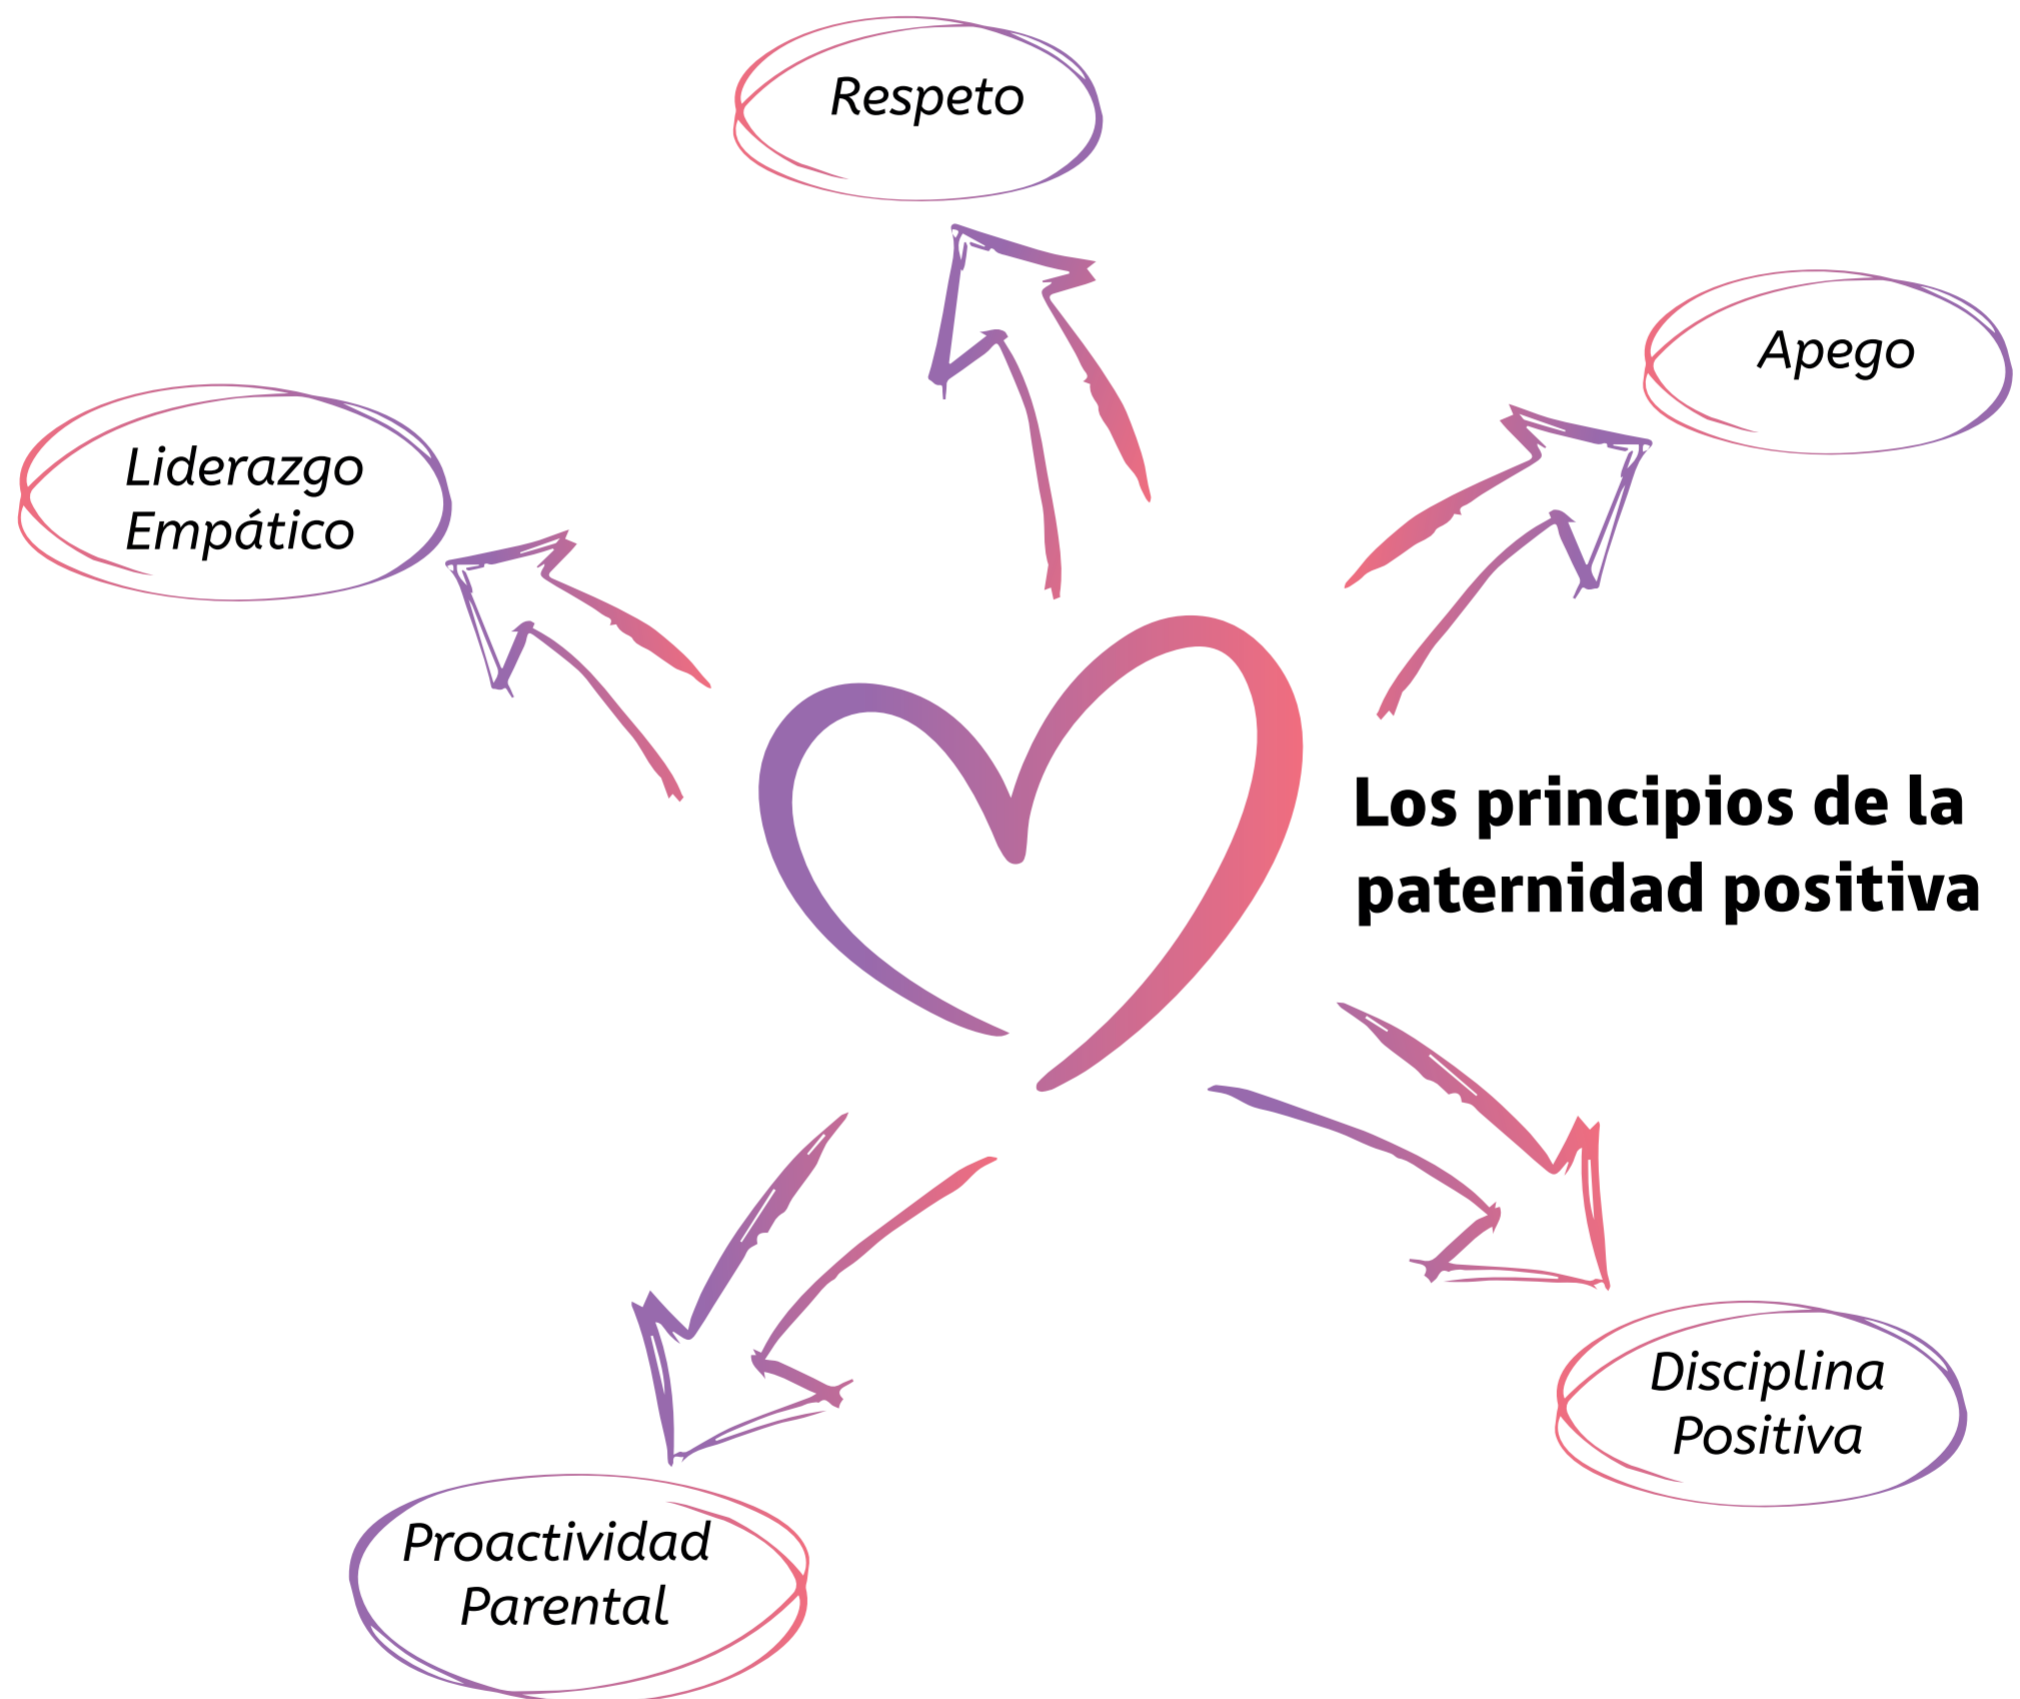 Respeto
Apego
Liderazgo
Empático
Los principios de la
paternidad positiva
Disciplina
Positiva
Proactividad
Parental